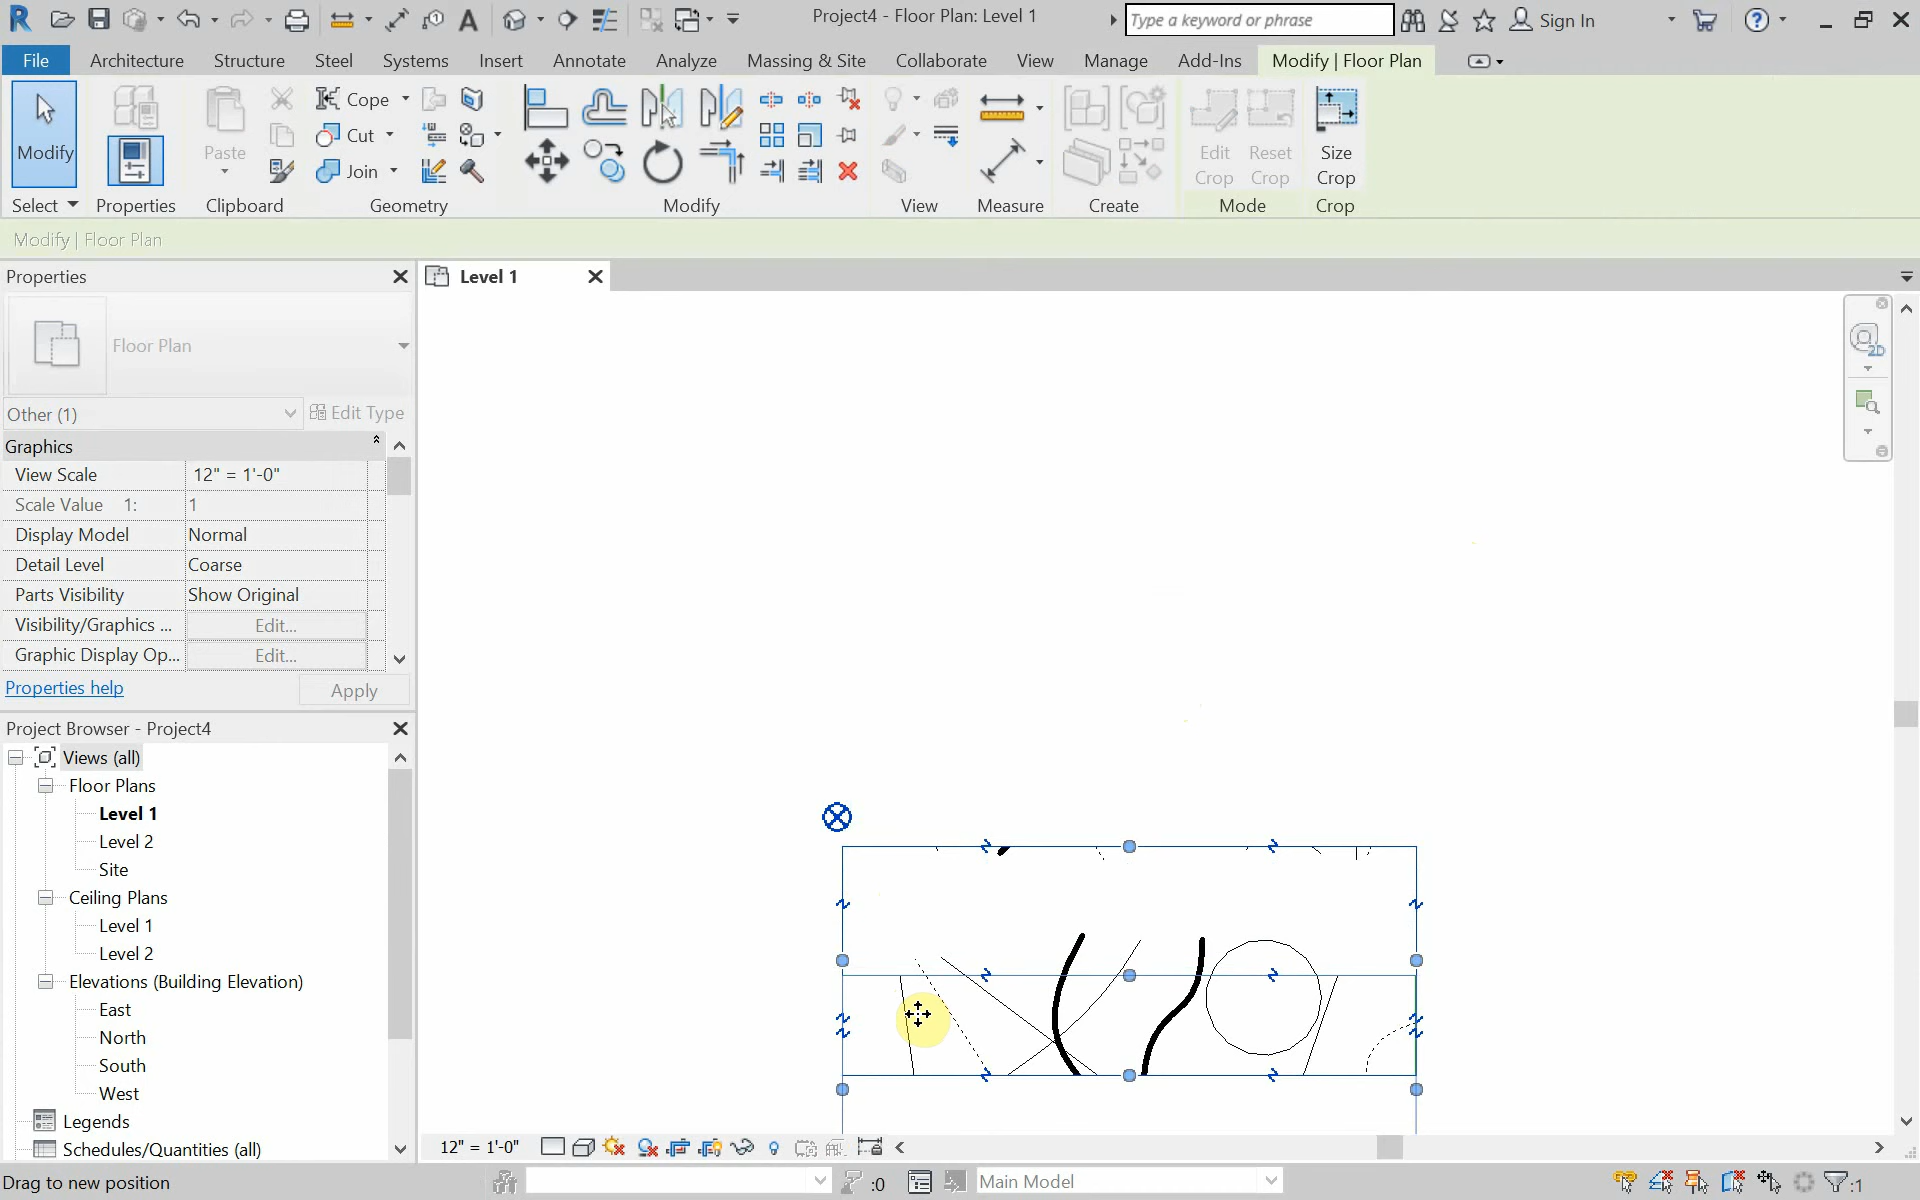 Project4 - Floor Plan: Level 1
Type a keyword or phrase
Sign In
File
Architecture
Structure
Steel
Systems
Insert
Annotate
Analyze
Massing & Site
Collaborate
View
Manage
Add-Ins
Modify | Floor Plan
Modify
Paste
Cope
Cut
Join
Edit
Crop
Reset
Crop
Size
Crop
Select
Properties
Clipboard
Geometry
Modify
View
Measure
Create
Mode
Crop
Modify | Floor Plan
Properties
Floor Plan
Other (1)
Edit Type
Graphics
View Scale
12" = 1'-0"
Scale Value 1:
1
Display Model
Normal
Detail Level
Coarse
Parts Visibility
Show Original
Visibility/Graphics ...
Edit...
Graphic Display Op...
Edit...
Properties help
Apply
Project Browser - Project4
Views (all)
Floor Plans
Level 1
Level 2
Site
Ceiling Plans
Level 1
Level 2
Elevations (Building Elevation)
East
North
South
West
Legends
Schedules/Quantities (all)
Level 1
2D
12" = 1'-0"
Drag to new position
:0
Main Model
:1